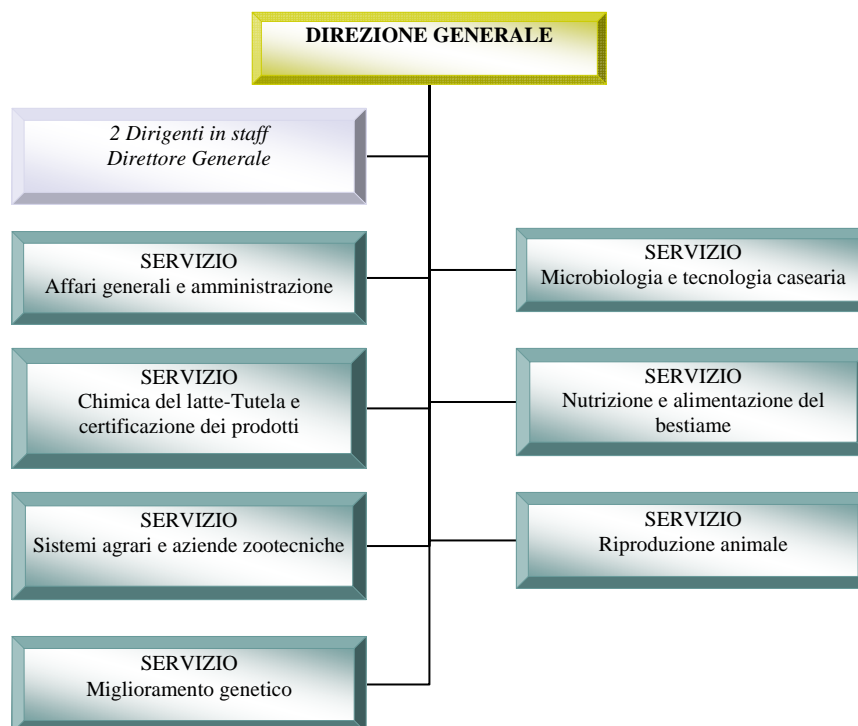 DIREZIONE GENERALE
2 Dirigenti in staff
Direttore Generale
SERVIZIO
Affari generali e amministrazione
SERVIZIO
Microbiologia e tecnologia casearia
SERVIZIO
Chimica del latte-Tutela e
certificazione dei prodotti
SERVIZIO
Nutrizione e alimentazione del
bestiame
SERVIZIO
Sistemi agrari e aziende zootecniche
SERVIZIO
Riproduzione animale
SERVIZIO
Miglioramento genetico